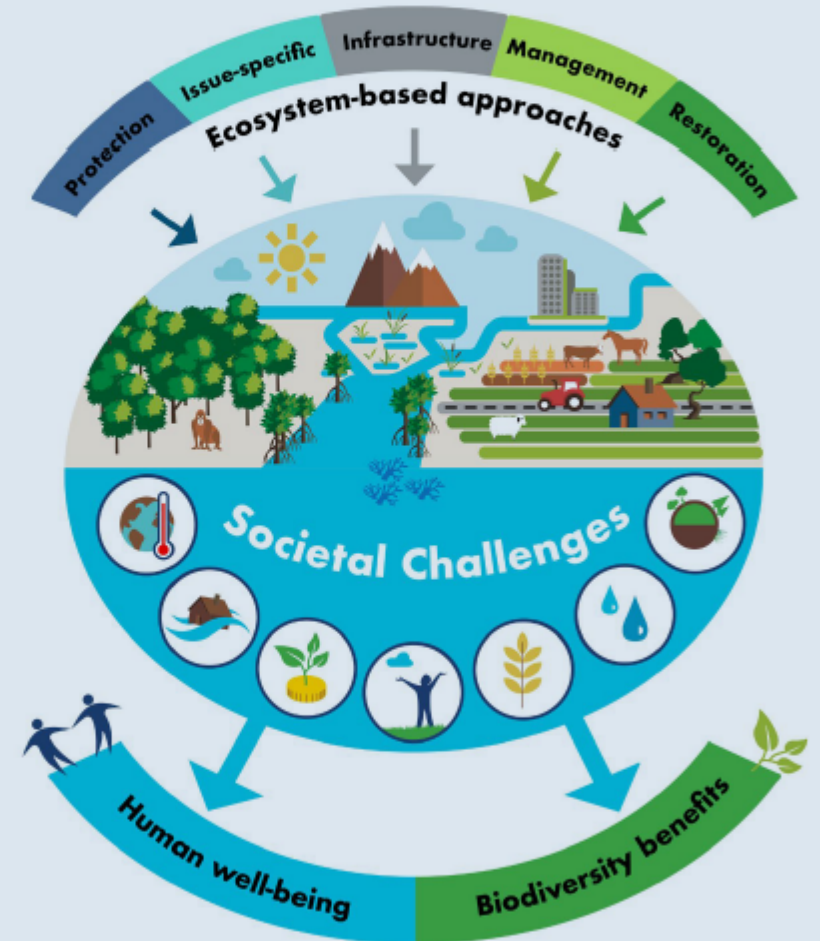 Protection
Issue-specific
Infrastructure
Management
Restoration
Ecosystem-based approaches
Societal Challenges
Human well-being
Biodiversity benefits